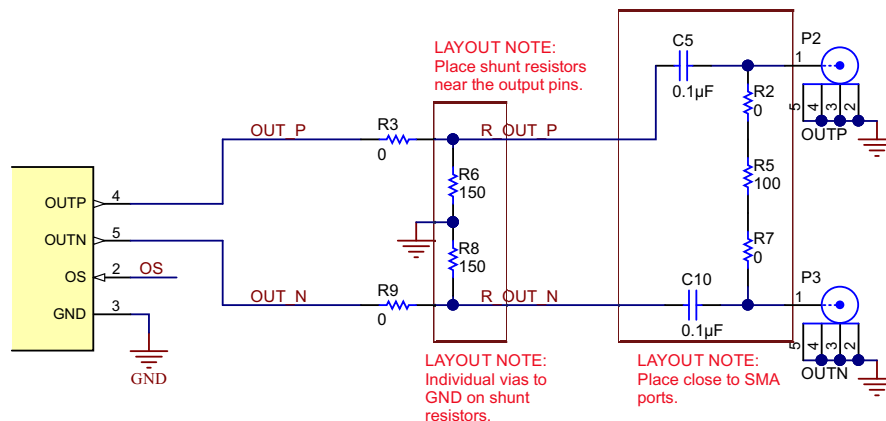 LAYOUT NOTE:
Place shunt resistors
near the output pins.
C5
0.1µF
P2
1
R2
0
5
4
3
2
OUTP
OUT_P
R3
0
R_OUT_P
R6
150
R5
100
OUTP
4
OUTN
5
OS
2
OS
GND
3
GND
R8
150
R7
0
OUT_N
R9
0
R_OUT_N
C10
0.1µF
P3
1
5
4
3
2
OUTN
LAYOUT NOTE:
Individual vias to
GND on shunt
resistors.
LAYOUT NOTE:
Place close to SMA
ports.